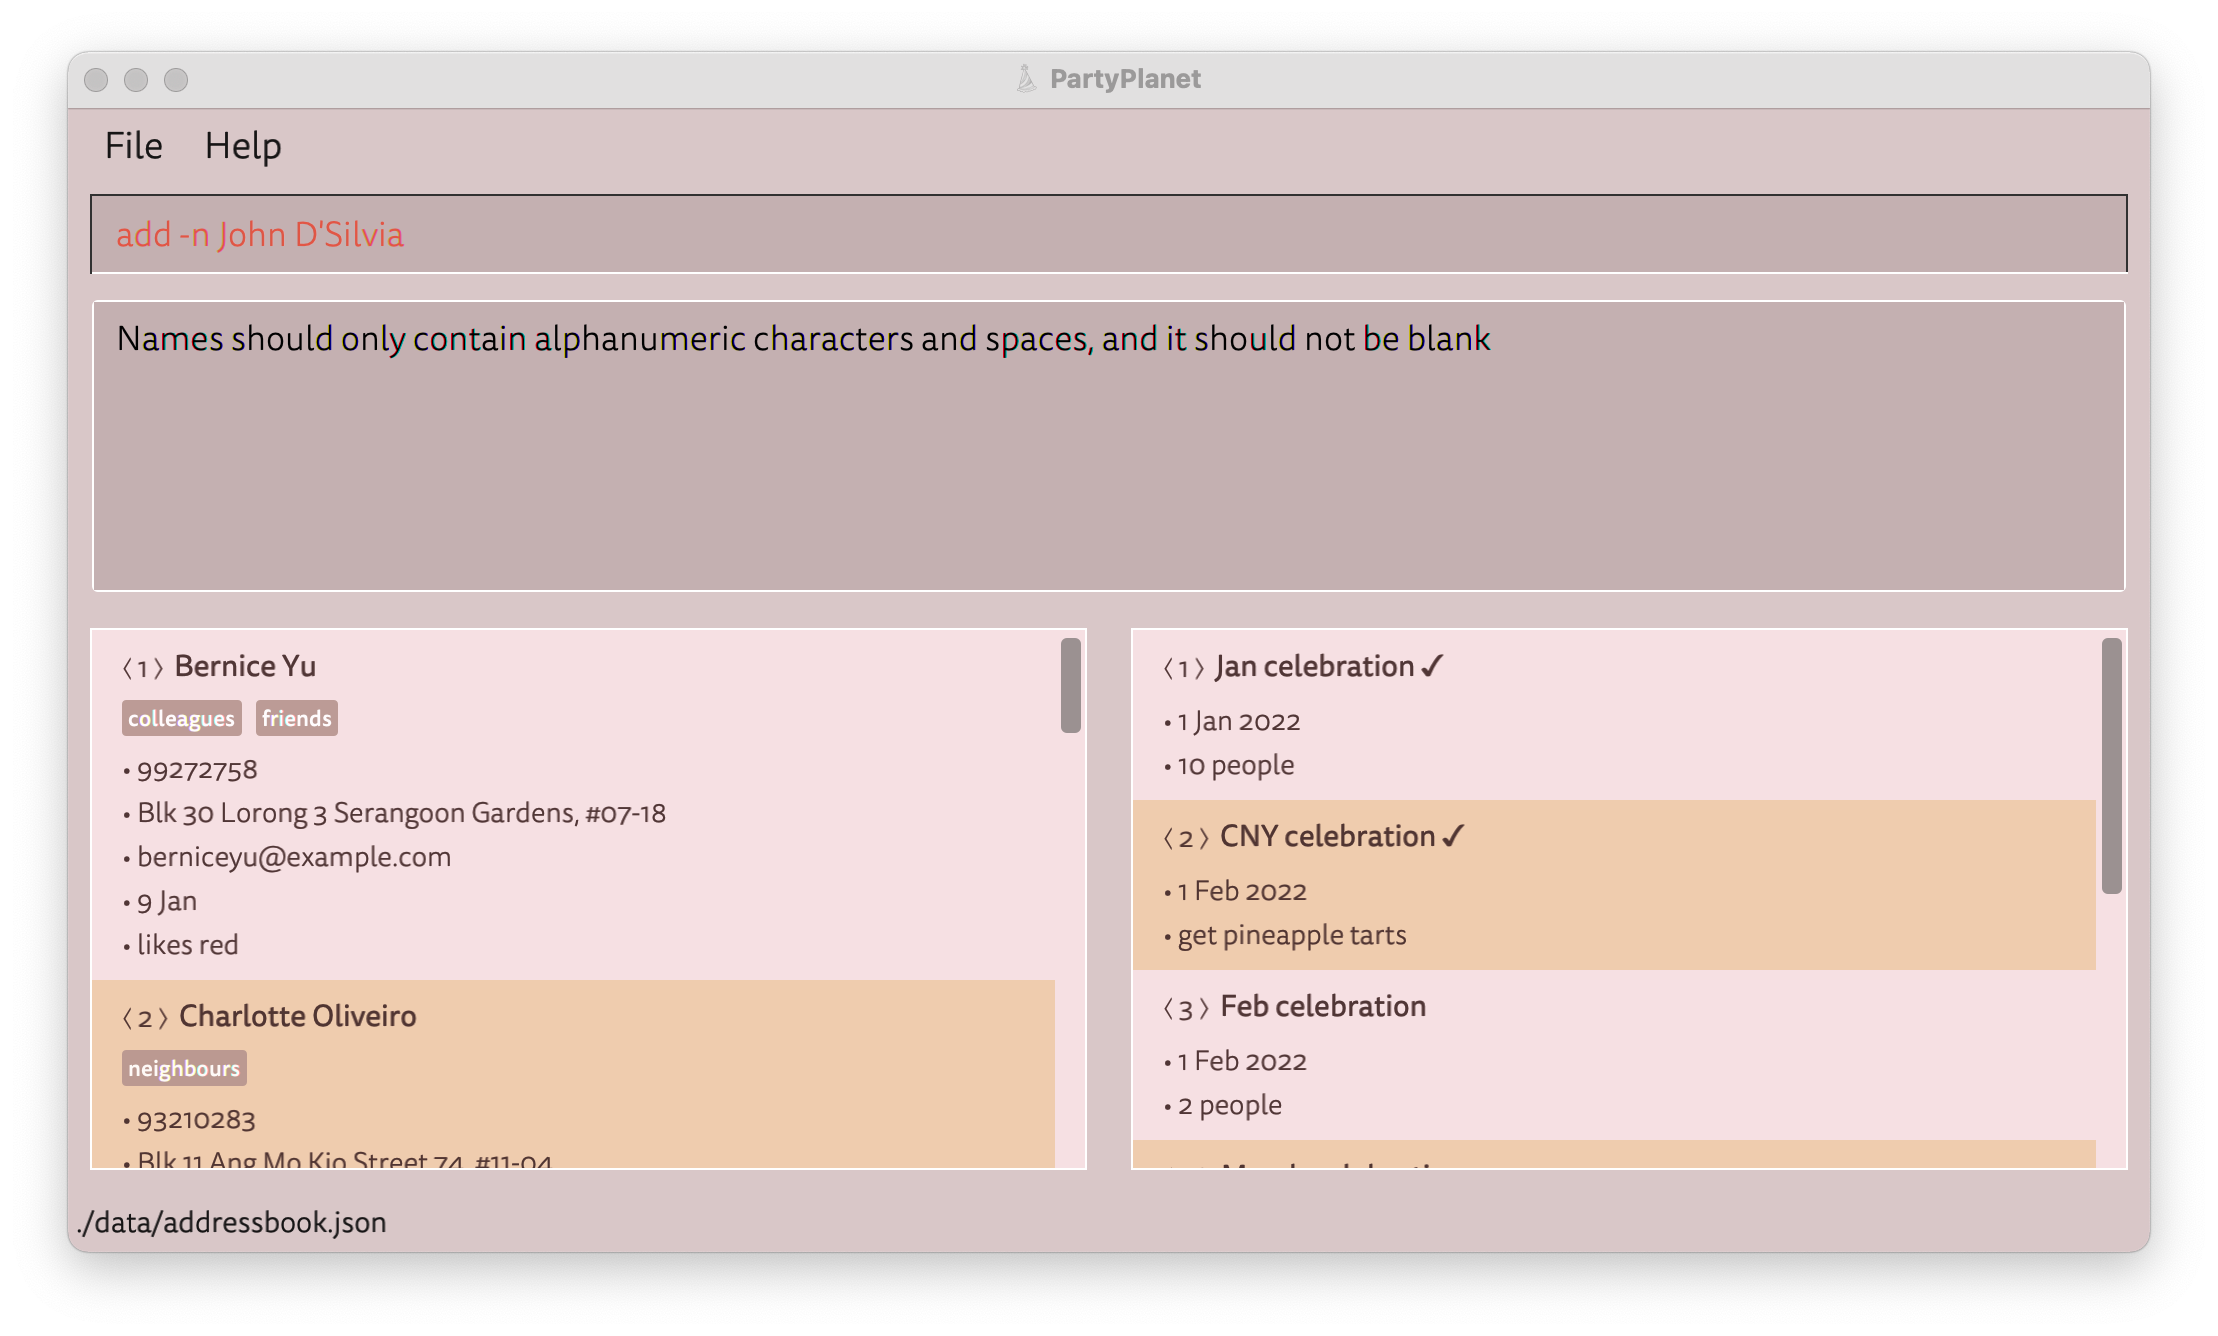 PartyPlanet
File Help
add -n John D'Silvia
Names should only contain alphanumeric characters and spaces, and it should not be blank
〈 1 〉 Bernice Yu
colleagues friends
• 99272758
• Blk 30 Lorong 3 Serangoon Gardens, #07-18
• berniceyu@example.com
• 9 Jan
• likes red
〈 2 〉 Charlotte Oliveiro
neighbours
• 93210283
• Blk 11 Ang Mo Kio Street 74, #11-04
〈 1 〉 Jan celebration ✓
• 1 Jan 2022
• 10 people
〈 2 〉 CNY celebration ✓
• 1 Feb 2022
• get pineapple tarts
〈 3 〉 Feb celebration
• 1 Feb 2022
• 2 people
./data/addressbook.json